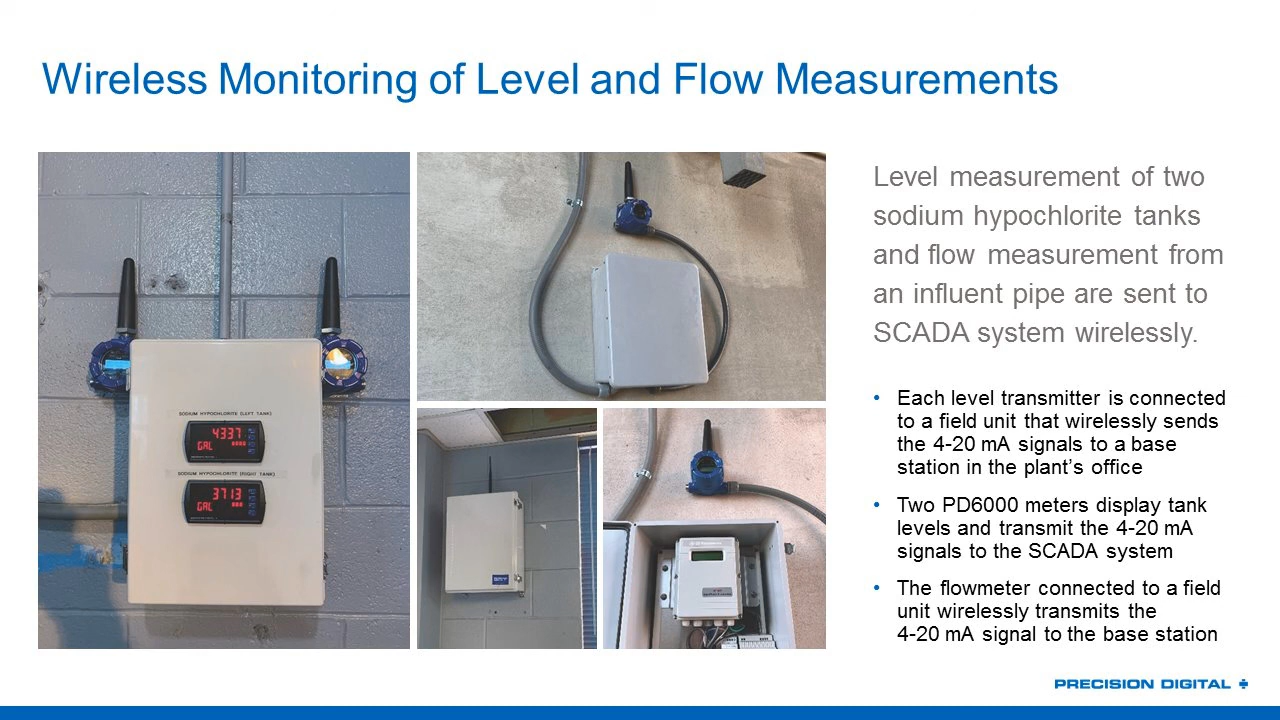 Wireless Monitoring of Level and Flow Measurements
SODIUM HYPOCHLORITE (LEFT TANK)
4337
GAL
SODIUM HYPOCHLORITE (RIGHT TANK)
3713
GAL
Level measurement of two
sodium hypochlorite tanks
and flow measurement from
an influent pipe are sent to
SCADA system wirelessly.
• Each level transmitter is connected
to a field unit that wirelessly sends
the 4-20 mA signals to a base
station in the plant’s office
• Two PD6000 meters display tank
levels and transmit the 4-20 mA
signals to the SCADA system
• The flowmeter connected to a field
unit wirelessly transmits the
4-20 mA signal to the base station
PRECISION DIGITAL